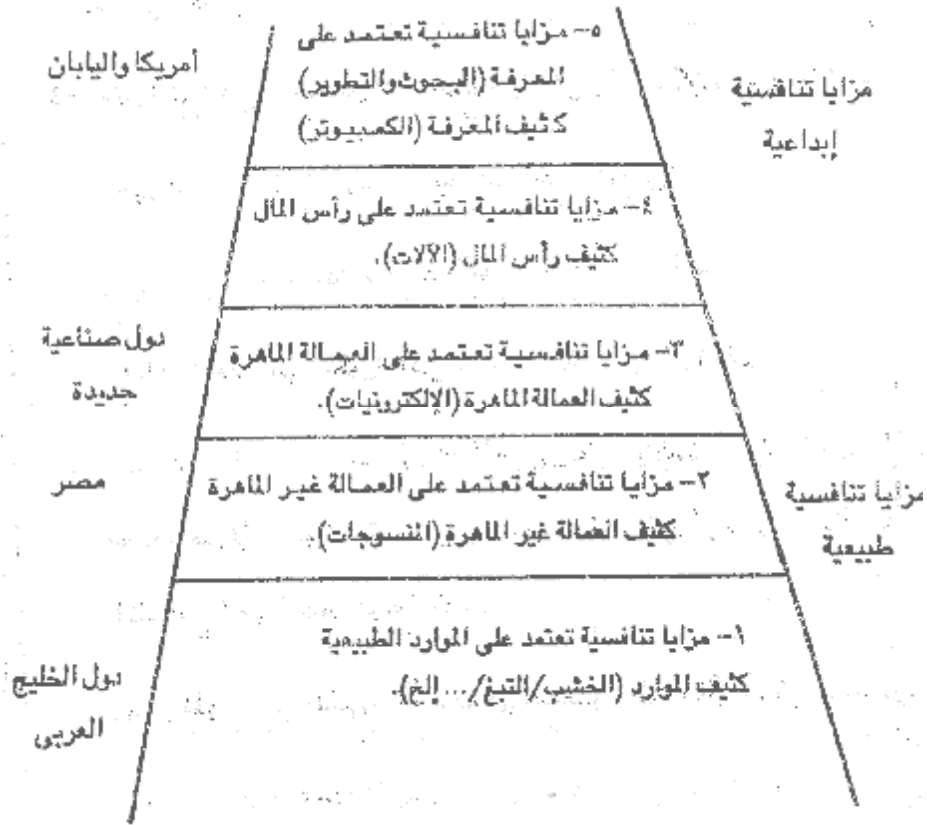 ٥- مزايا تنافسية تعتمد على
المعرفة (البحوث والتطوير)
كثيف المعرفة (الكمبيوتر)
أمريكا واليابان
مزايا تنافسية
إبداعية
٤- مزايا تنافسية تعتمد على رأس المال
كثيف رأس المال (الآلات).
٣- مزايا تنافسية تعتمد على العمالة الماهرة
كثيف العمالة الماهرة (الإلكترونيات).
دول صناعية
جديدة
٢- مزايا تنافسية تعتمد على العمالة غير الماهرة
كثيف العمالة غير الماهرة (المنسوجات).
مصر
مزايا تنافسية
طبيعية
١- مزايا تنافسية تعتمد على الموارد الطبيعية
كثيف الموارد (الخشب/التبغ/... إلخ).
دول الخليج
العربى